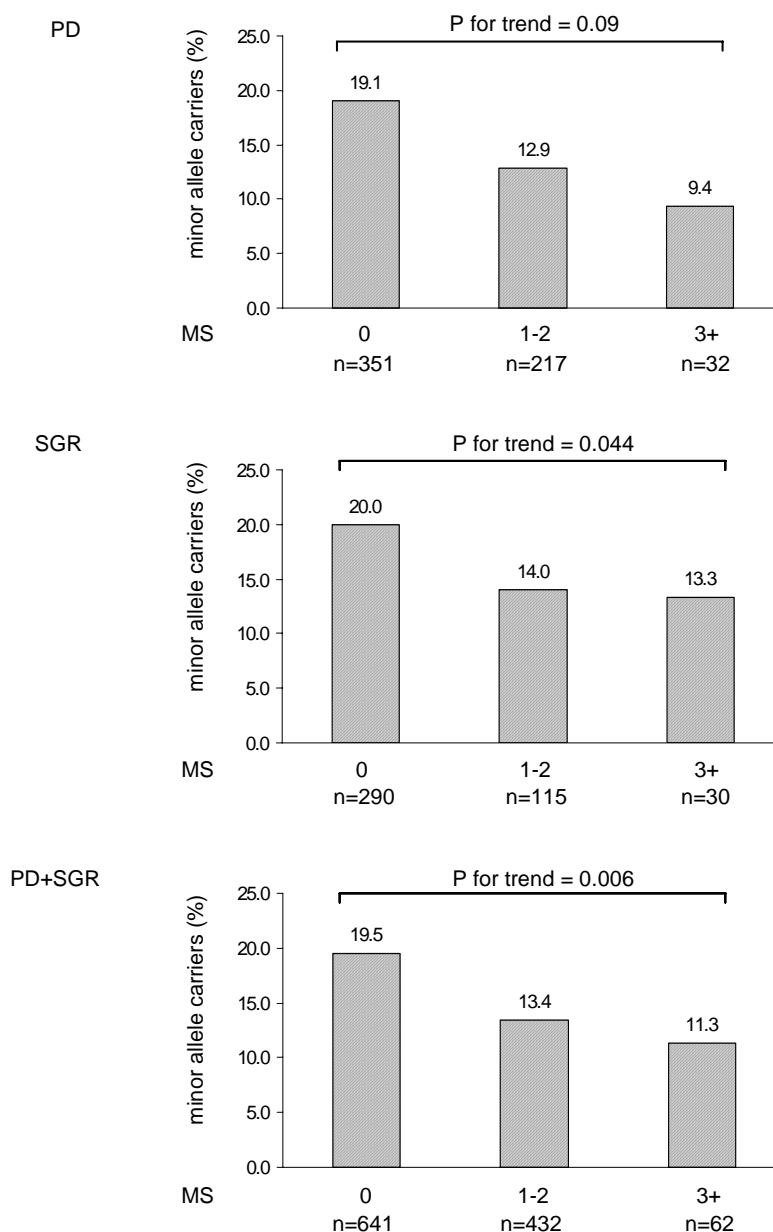 PD
P for trend = 0.09
minor allele carriers (%)
25.0
20.0
15.0
10.0
5.0
0.0
19.1
12.9
9.4
MS 0 1-2 3+
n=351 n=217 n=32
SGR
P for trend = 0.044
minor allele carriers (%)
25.0
20.0
15.0
10.0
5.0
0.0
20.0
14.0
13.3
MS 0 1-2 3+
n=290 n=115 n=30
PD+SGR
P for trend = 0.006
minor allele carriers (%)
25.0
20.0
15.0
10.0
5.0
0.0
19.5
13.4
11.3
MS 0 1-2 3+
n=641 n=432 n=62